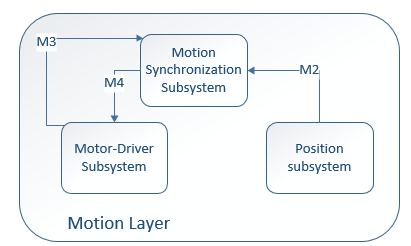 M3
Motion
Synchronization
Subsystem
M2
M4
Motor-Driver
Subsystem
Position
subsystem
Motion Layer